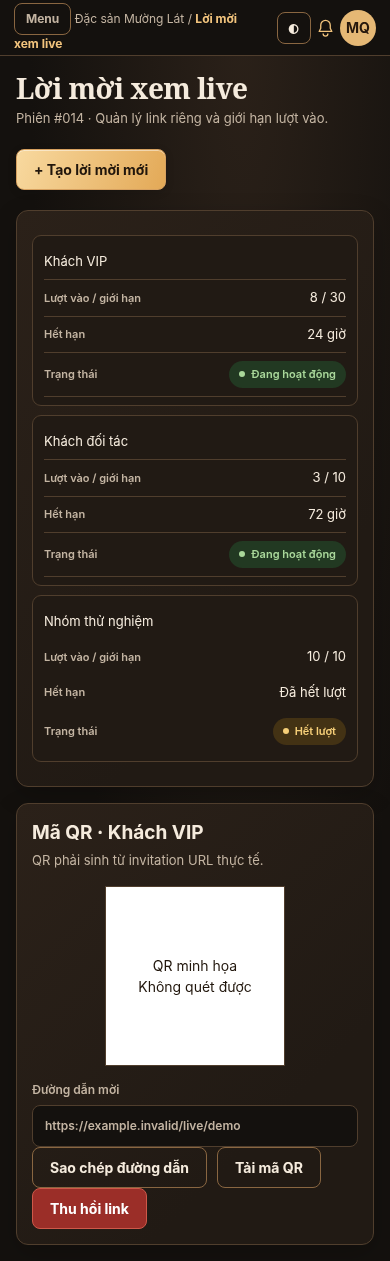 Menu Đặc sản Mường Lát / Lời mời xem live
MQ
Lời mời xem live
Phiên #014 · Quản lý link riêng và giới hạn lượt vào.
+ Tạo lời mời mới
Khách VIP
Lượt vào / giới hạn 8 / 30
Hết hạn 24 giờ
Trạng thái Đang hoạt động
Khách đối tác
Lượt vào / giới hạn 3 / 10
Hết hạn 72 giờ
Trạng thái Đang hoạt động
Nhóm thử nghiệm
Lượt vào / giới hạn 10 / 10
Hết hạn Đã hết lượt
Trạng thái Hết lượt
Mã QR · Khách VIP
QR phải sinh từ invitation URL thực tế.
QR minh họa
Không quét được
Đường dẫn mời
https://example.invalid/live/demo
Sao chép đường dẫn Tải mã QR
Thu hồi link